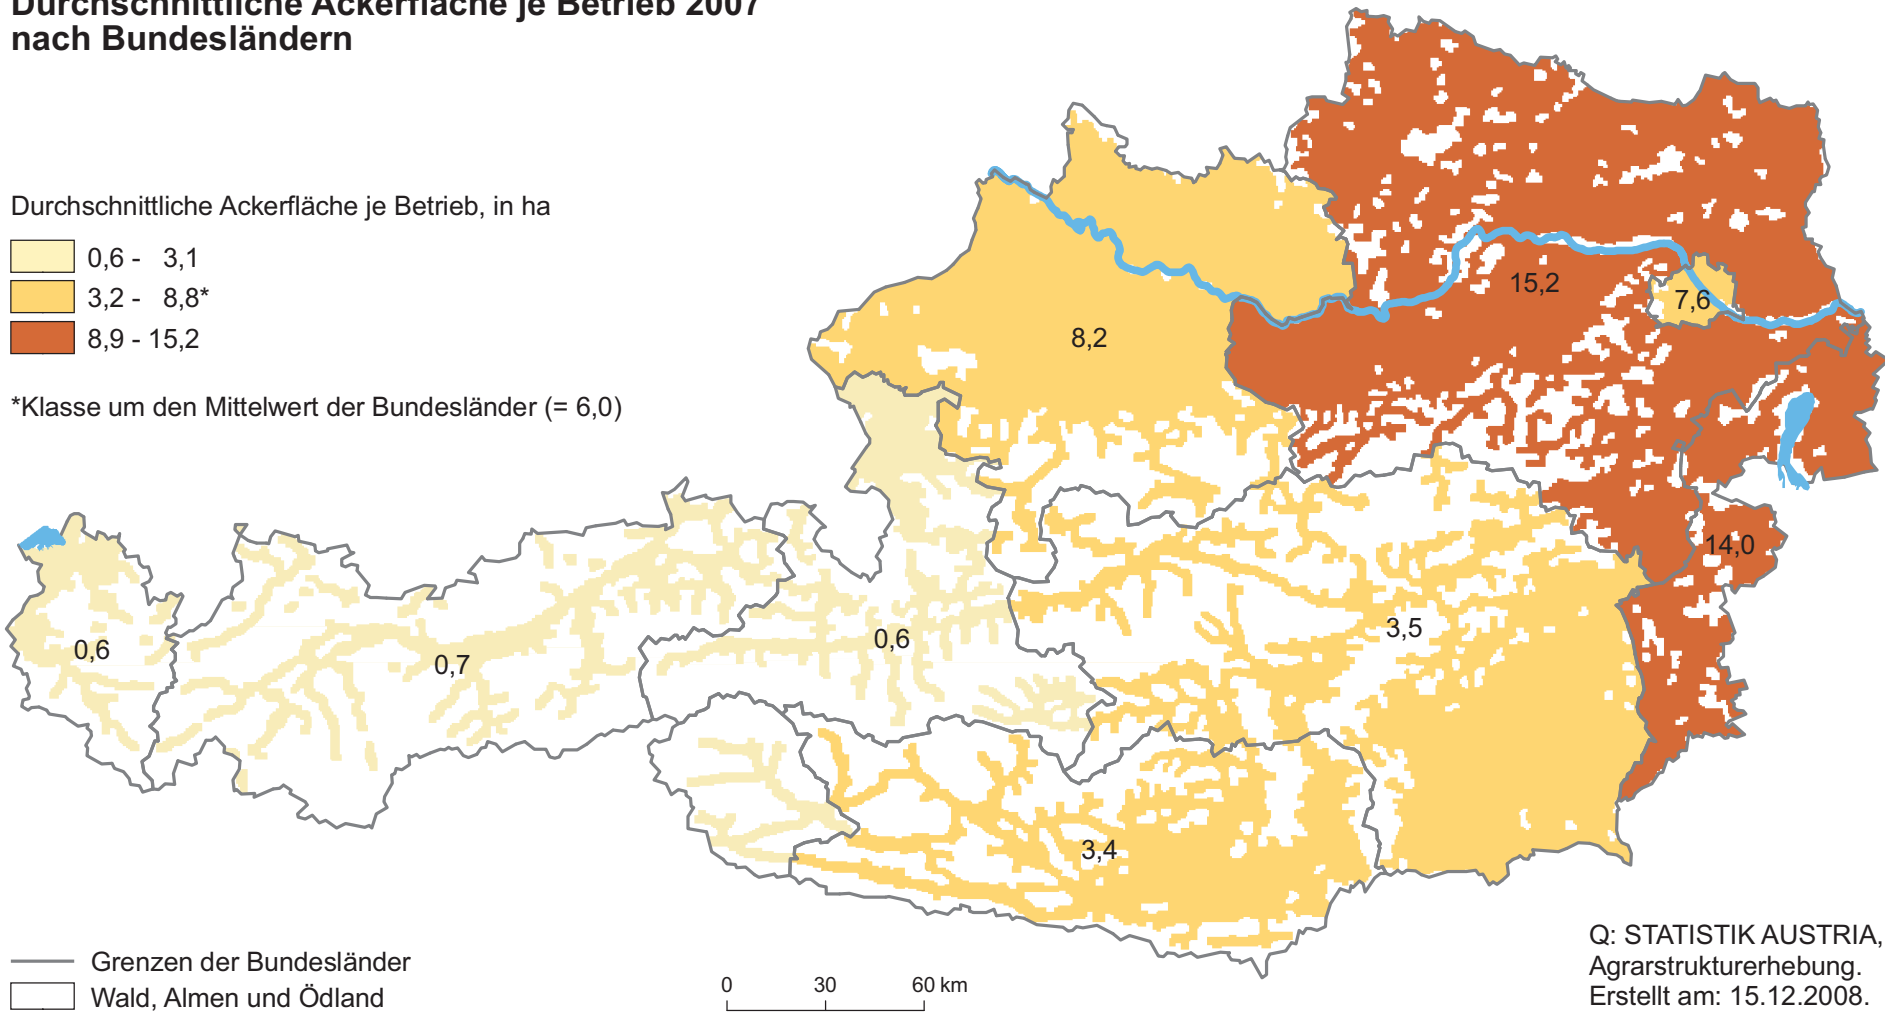 Durchschnittliche Ackerfläche je Betrieb 2007
nach Bundesländern
Durchschnittliche Ackerfläche je Betrieb, in ha
0,6 - 3,1
3,2 - 8,8*
8,9 - 15,2
*Klasse um den Mittelwert der Bundesländer (= 6,0)
15,2
7,6
8,2
14,0
3,5
0,6
0,6
0,7
3,4
Grenzen der Bundesländer
Wald, Almen und Ödland
0 30 60 km
Q: STATISTIK AUSTRIA,
Agrarstrukturerhebung.
Erstellt am: 15.12.2008.